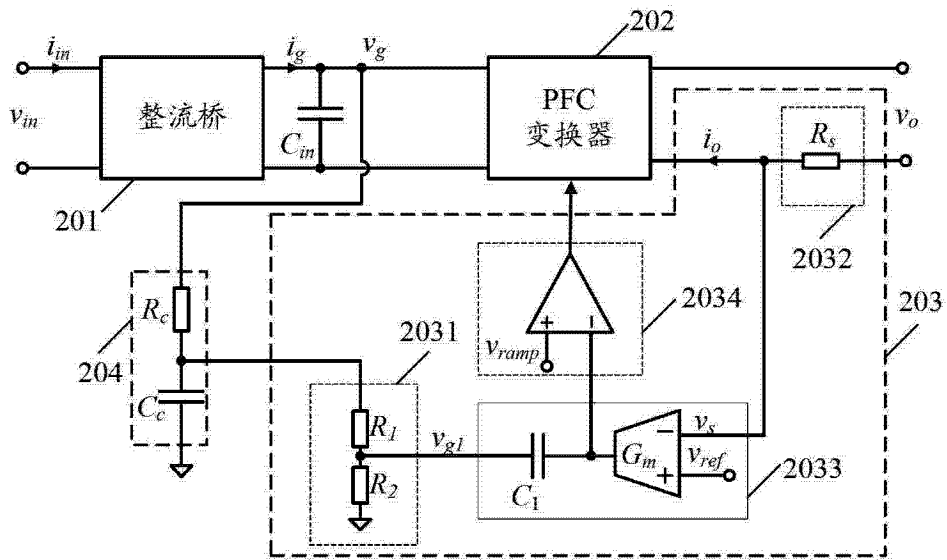 i_in
i_g
v_g
202
v_in
整流桥
C_in
PFC
变换器
R_s
v_o
i_o
201
2032
R_c
204
C_c
2031
2034
203
v_ramp
R_1
v_g1
R_2
C_1
G_m
v_s
v_ref
2033